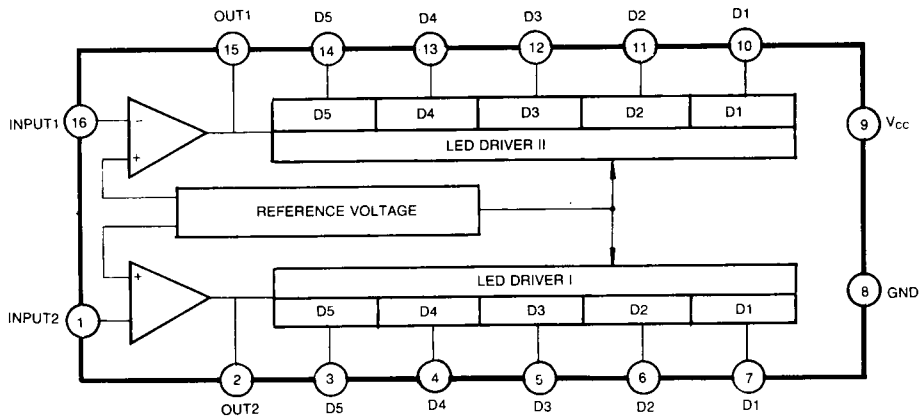 OUT1 D5 D4 D3 D2 D1
15 14 13 12 11 10
INPUT1 16 - D5 D4 D3 D2 D1 9 VCC
LED DRIVER II
+
REFERENCE VOLTAGE
+ LED DRIVER I 8 GND
INPUT2 1 D5 D4 D3 D2 D1
2 3 4 5 6 7
OUT2 D5 D4 D3 D2 D1